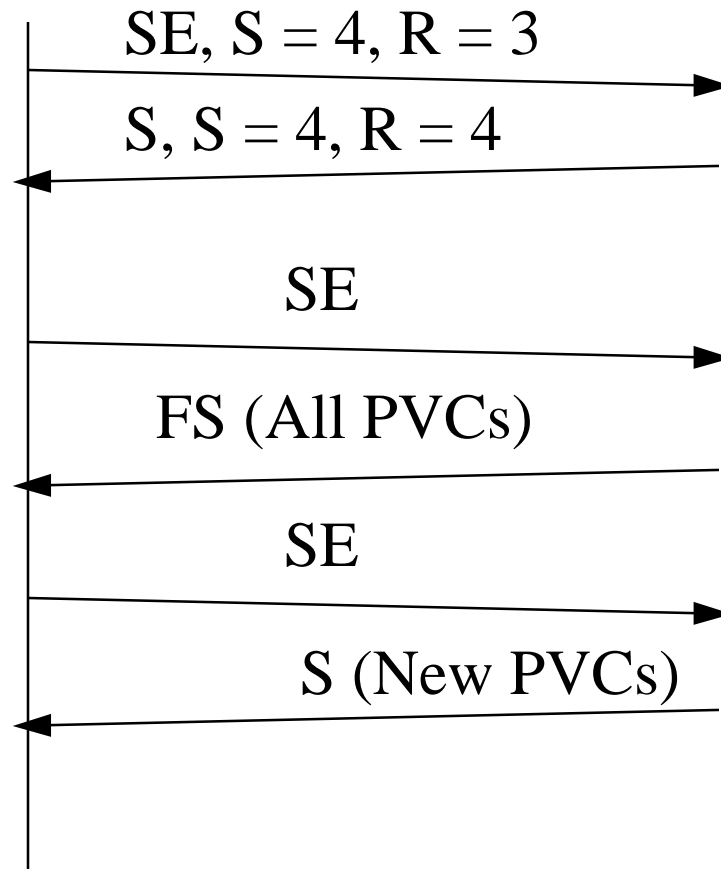 SE, S = 4, R = 3
S, S = 4, R = 4
SE
FS (All PVCs)
SE
S (New PVCs)